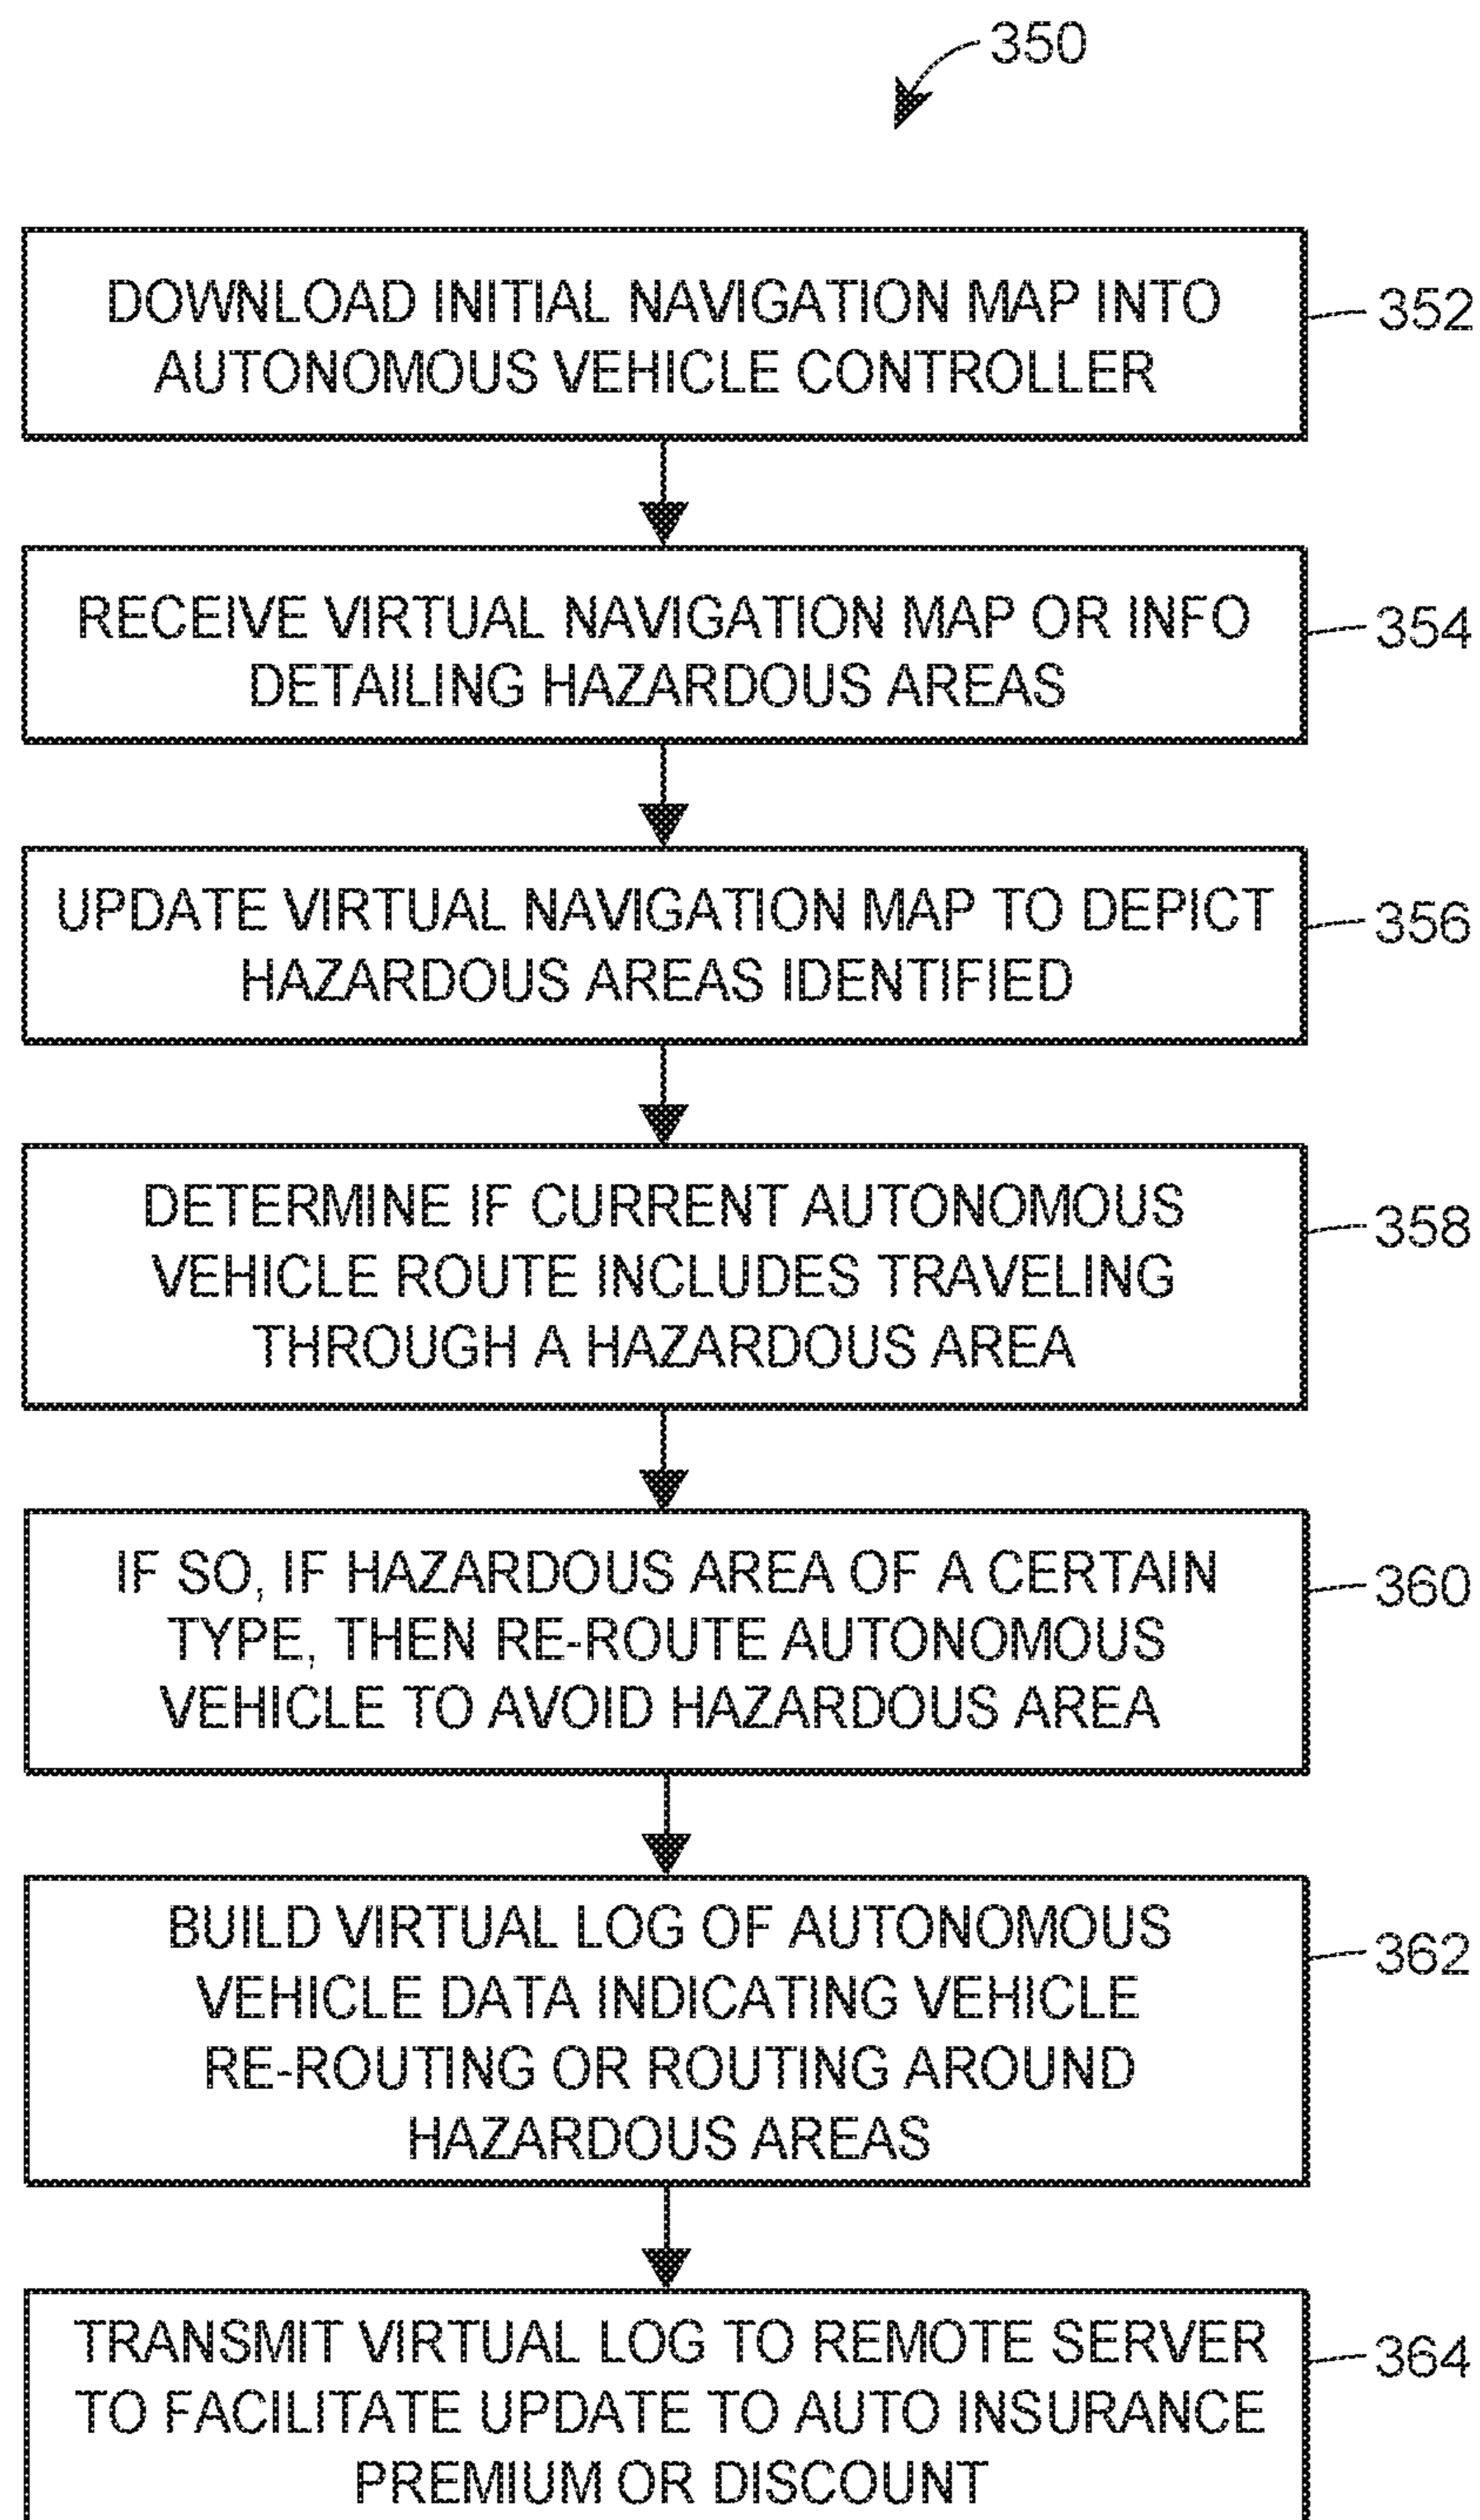 350
DOWNLOAD INITIAL NAVIGATION MAP INTO
AUTONOMOUS VEHICLE CONTROLLER
352
RECEIVE VIRTUAL NAVIGATION MAP OR INFO
DETAILING HAZARDOUS AREAS
354
UPDATE VIRTUAL NAVIGATION MAP TO DEPICT
HAZARDOUS AREAS IDENTIFIED
356
DETERMINE IF CURRENT AUTONOMOUS
VEHICLE ROUTE INCLUDES TRAVELING
THROUGH A HAZARDOUS AREA
358
IF SO, IF HAZARDOUS AREA OF A CERTAIN
TYPE, THEN RE-ROUTE AUTONOMOUS
VEHICLE TO AVOID HAZARDOUS AREA
360
BUILD VIRTUAL LOG OF AUTONOMOUS
VEHICLE DATA INDICATING VEHICLE
RE-ROUTING OR ROUTING AROUND
HAZARDOUS AREAS
362
TRANSMIT VIRTUAL LOG TO REMOTE SERVER
TO FACILITATE UPDATE TO AUTO INSURANCE
PREMIUM OR DISCOUNT
364